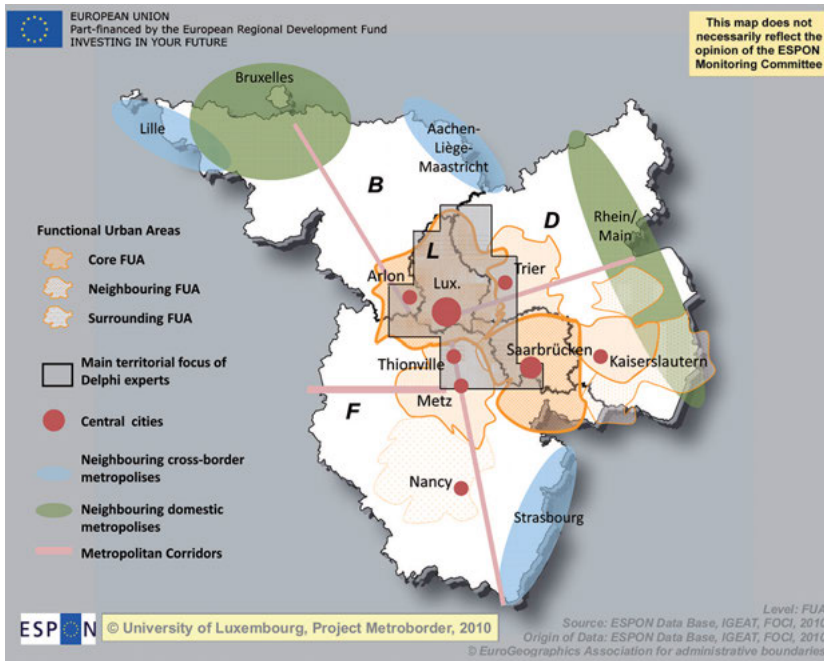 EUROPEAN UNION
Part-financed by the European Regional Development Fund
INVESTING IN YOUR FUTURE
This map does not
necessarily reflect the
opinion of the ESPON
Monitoring Committee
Bruxelles
Lille
Aachen-
Liège-
Maastricht
B
D
Rhein/
Main
L
Arlon
Lux.
Trier
Thionville
Saarbrücken
Kaiserslautern
Metz
F
Nancy
Strasbourg
Functional Urban Areas
Core FUA
Neighbouring FUA
Surrounding FUA
Main territorial focus of
Delphi experts
Central cities
Neighbouring cross-border
metropolises
Neighbouring domestic
metropolises
Metropolitan Corridors
ESPON
© University of Luxembourg, Project Metroborder, 2010
Level: FUA
Source: ESPON Data Base, IGEAT, FOCI, 2010
Origin of Data: ESPON Data Base, IGEAT, FOCI, 2010
© EuroGeographics Association for administrative boundaries